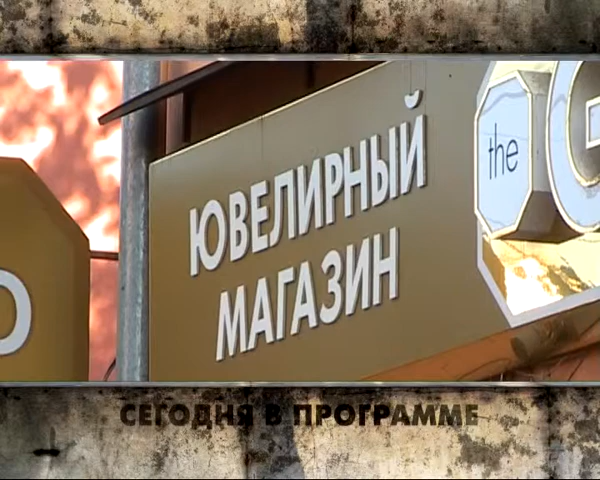 ЮВЕЛИРНЫЙ
МАГАЗИН
the G
О
СЕГОДНЯ В ПРОГРАММЕ